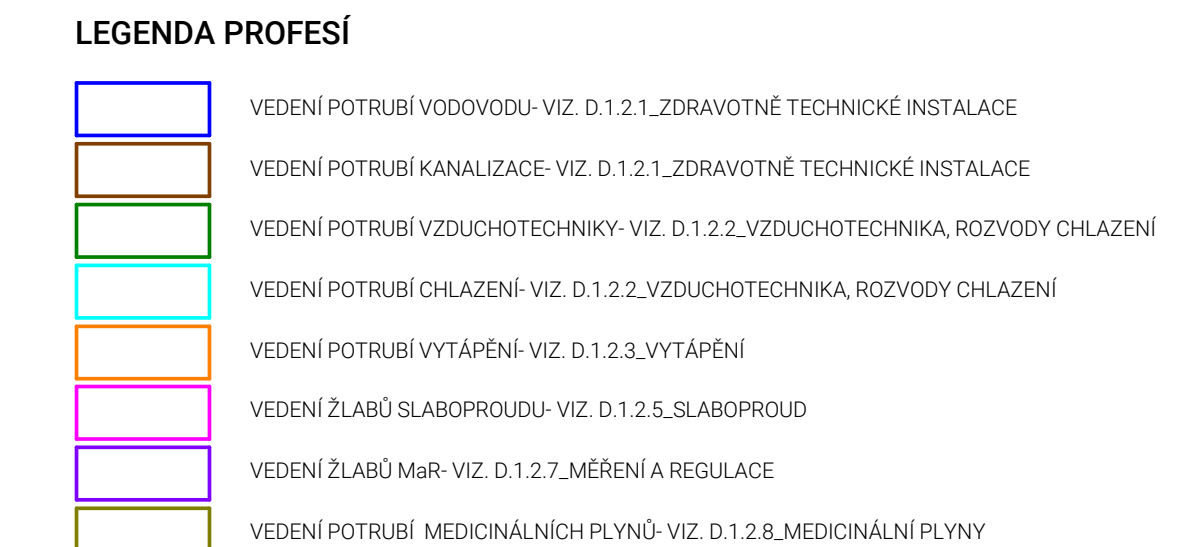 LEGENDA PROFESÍ
VEDENÍ POTRUBÍ VODOVODU- VIZ. D.1.2.1_ZDRAVOTNĚ TECHNICKÉ INSTALACE
VEDENÍ POTRUBÍ KANALIZACE- VIZ. D.1.2.1_ZDRAVOTNĚ TECHNICKÉ INSTALACE
VEDENÍ POTRUBÍ VZDUCHOTECHNIKY- VIZ. D.1.2.2_VZDUCHOTECHNIKA, ROZVODY CHLAZENÍ
VEDENÍ POTRUBÍ CHLAZENÍ- VIZ. D.1.2.2_VZDUCHOTECHNIKA, ROZVODY CHLAZENÍ
VEDENÍ POTRUBÍ VYTÁPĚNÍ- VIZ. D.1.2.3_VYTÁPĚNÍ
VEDENÍ ŽLABŮ SLABOPROUDU- VIZ. D.1.2.5_SLABOPROUD
VEDENÍ ŽLABŮ MaR- VIZ. D.1.2.7_MĚŘENÍ A REGULACE
VEDENÍ POTRUBÍ  MEDICINÁLNÍCH PLYNŮ- VIZ. D.1.2.8_MEDICINÁLNÍ PLYNY